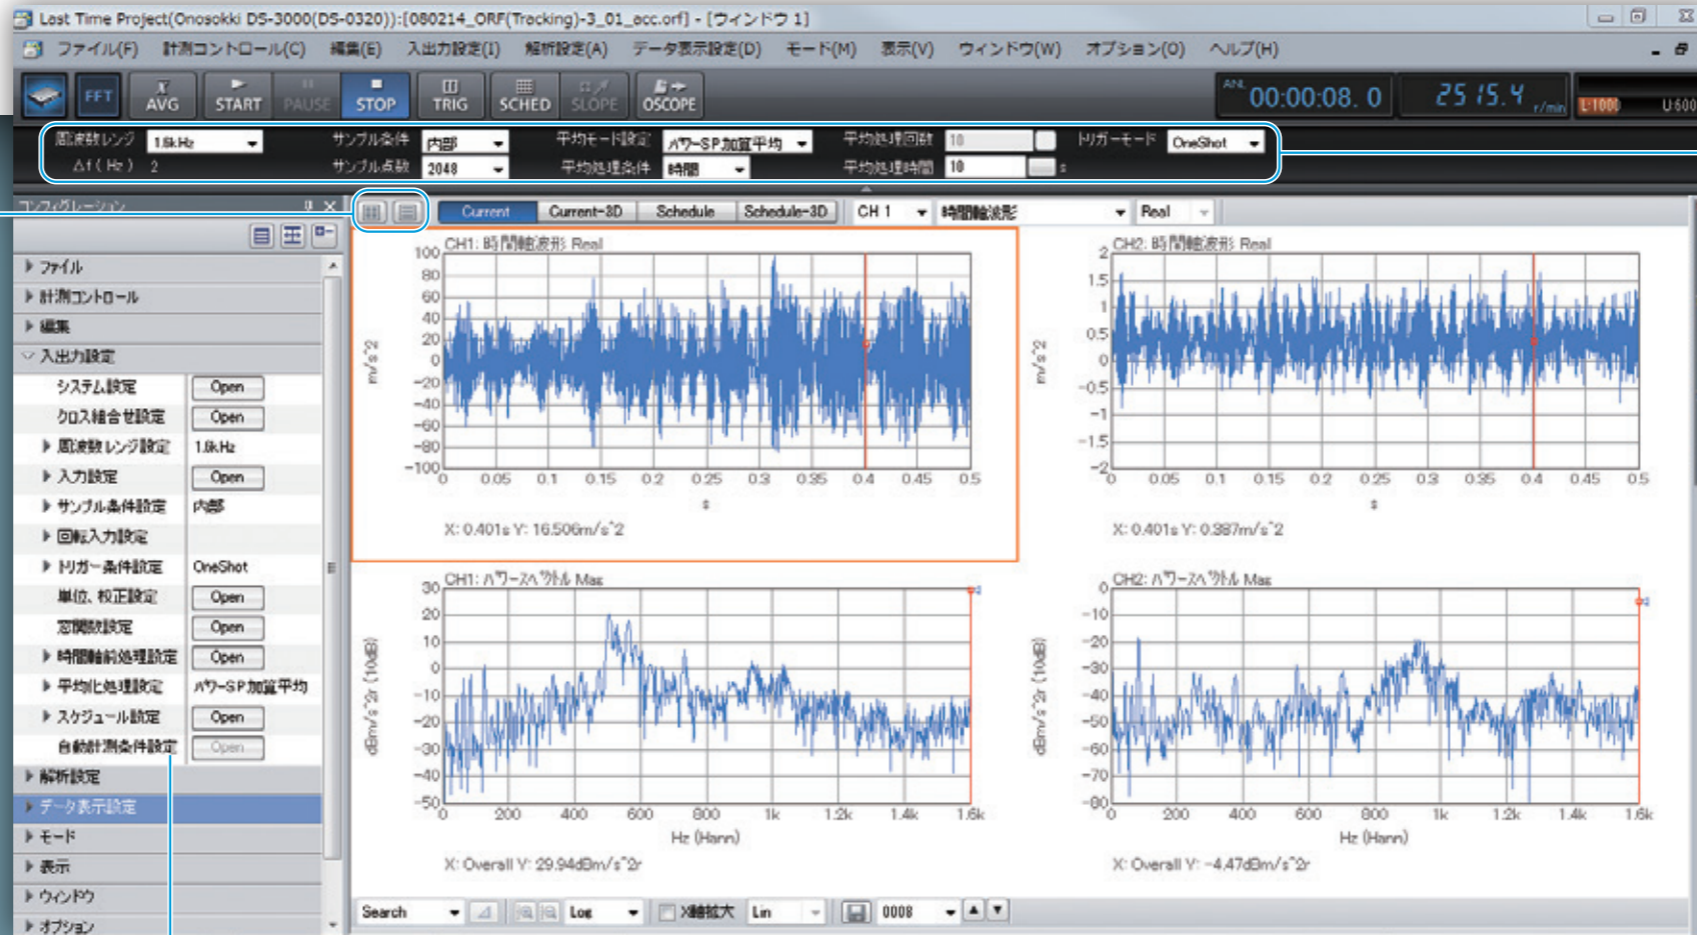 Last Time Project(Onosokki DS-3000(DS-0320)):[080214_ORF(Tracking)-3_01_acc.orf] - [ウィンドウ 1]
ファイル(F) 計測コントロール(C) 編集(E) 入出力設定(I) 解析設定(A) データ表示設定(D) モード(M) 表示(V) ウィンドウ(W) オプション(O) ヘルプ(H)
FFT AVG START PAUSE STOP TRIG SCHED SLOPE OSCOPE ANL 00:00:08. 0 2515.4 r/min L:1000 U:600
周波数レンジ 1.6kHz サンプル条件 内部 平均モード設定 パワーSP加算平均 平均処理回数 10 トリガーモード OneShot
Δf ( Hz ) 2 サンプル点数 2048 平均処理条件 時間 平均処理時間 10 s
コンフィグレーション
Current Current-3D Schedule Schedule-3D CH 1 時間軸波形 Real
ファイル
計測コントロール
編集
入出力設定
システム設定 Open
クロス組合せ設定 Open
周波数レンジ設定 1.6kHz
入力設定 Open
サンプル条件設定 内部
回転入力設定
トリガー条件設定 OneShot
単位、校正設定 Open
窓関数設定 Open
時間軸前処理設定 Open
平均化処理設定 パワーSP加算平均
スケジュール設定 Open
自動計測条件設定 Open
解析設定
データ表示設定
モード
表示
ウィンドウ
オプション
CH1: 時間軸波形 Real
100
80
60
40
20
0
-20
-40
-60
-80
-100
m/s^2
0 0.05 0.1 0.15 0.2 0.25 0.3 0.35 0.4 0.45 0.5
s
X: 0.401s Y: 16.506m/s^2
CH2: 時間軸波形 Real
2
1.5
1
0.5
0
-0.5
-1
-1.5
-2
m/s^2
0 0.05 0.1 0.15 0.2 0.25 0.3 0.35 0.4 0.45 0.5
s
X: 0.401s Y: 0.387m/s^2
CH1: パワースペクトル Mag
30
20
10
0
-10
-20
-30
-40
-50
dBm/s^2r (10dB)
0 200 400 600 800 1k 1.2k 1.4k 1.6k
Hz (Hann)
X: Overall Y: 29.94dBm/s^2r
CH2: パワースペクトル Mag
0
-10
-20
-30
-40
-50
-60
-70
-80
dBm/s^2r (10dB)
0 200 400 600 800 1k 1.2k 1.4k 1.6k
Hz (Hann)
X: Overall Y: -4.47dBm/s^2r
Search Log X軸拡大 Lin 0008